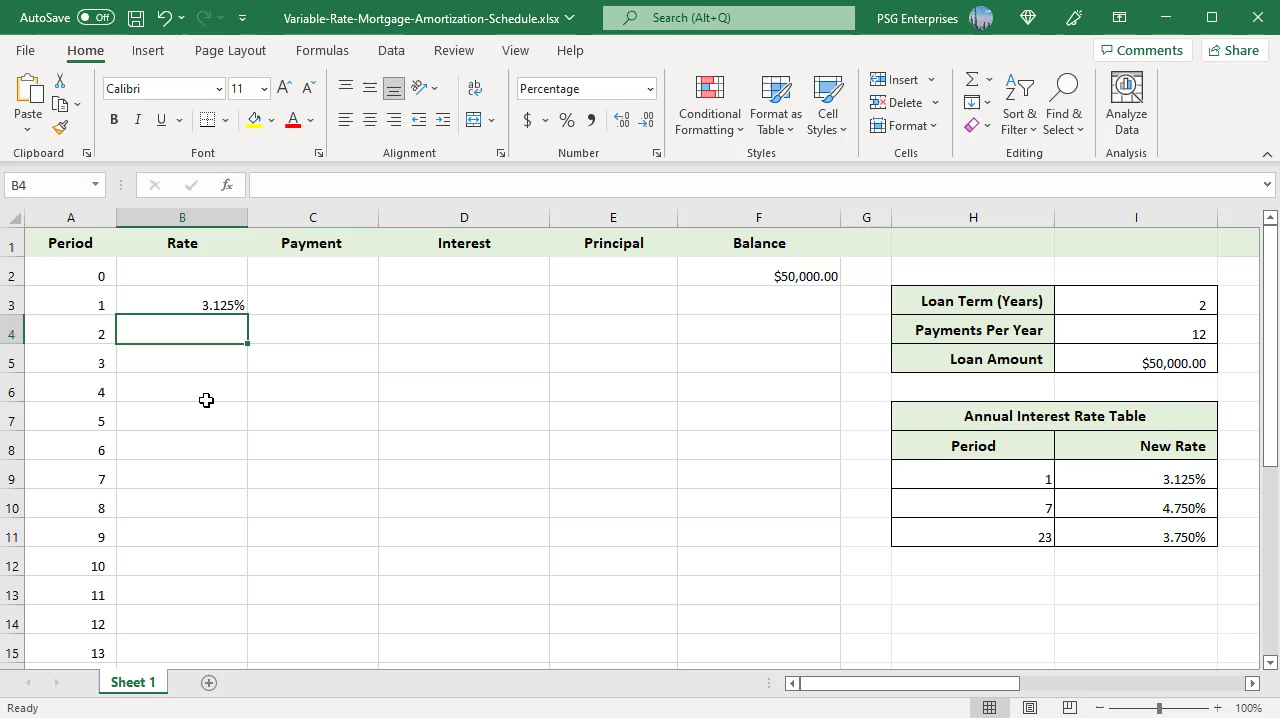 AutoSave Off Variable-Rate-Mortgage-Amortization-Schedule.xlsx Search (Alt+Q) PSG Enterprises
File Home Insert Page Layout Formulas Data Review View Help Comments Share
Paste
Clipboard
Calibri 11
B I U A
Font
ab
Alignment
Percentage
$ % 9
Number
Conditional Formatting
Format as Table
Cell Styles
Styles
Insert
Delete
Format
Cells
Sort & Filter
Find & Select
Editing
Analyze Data
Analysis
B4 fx
A B C D E F G H I
1 Period Rate Payment Interest Principal Balance
2 0 $50,000.00
3 1 3.125% Loan Term (Years) 2
4 2 Payments Per Year 12
5 3 Loan Amount $50,000.00
6 4
7 5 Annual Interest Rate Table
8 6 Period New Rate
9 7 1 3.125%
10 8 7 4.750%
11 9 23 3.750%
12 10
13 11
14 12
15 13
Sheet 1
Ready 100%